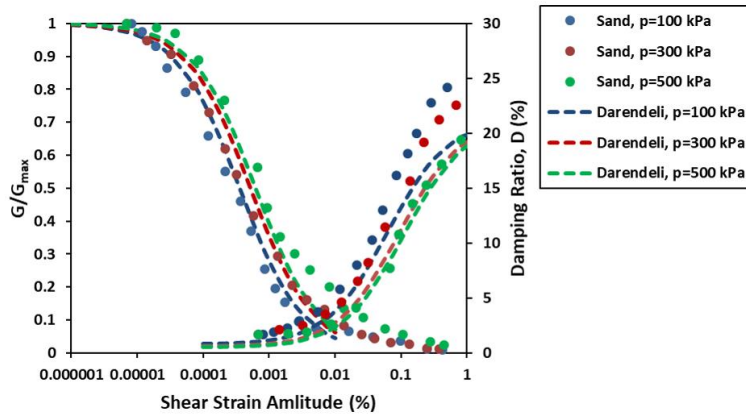 G/Gmax
1
0.9
0.8
0.7
0.6
0.5
0.4
0.3
0.2
0.1
0
0.000001 0.00001 0.0001 0.001 0.01 0.1 1
Shear Strain Amlitude (%)
30
25
20
15
10
5
0
Damping Ratio, D (%)
Sand, p=100 kPa
Sand, p=300 kPa
Sand, p=500 kPa
Darendeli, p=100 kPa
Darendeli, p=300 kPa
Darendeli, p=500 kPa